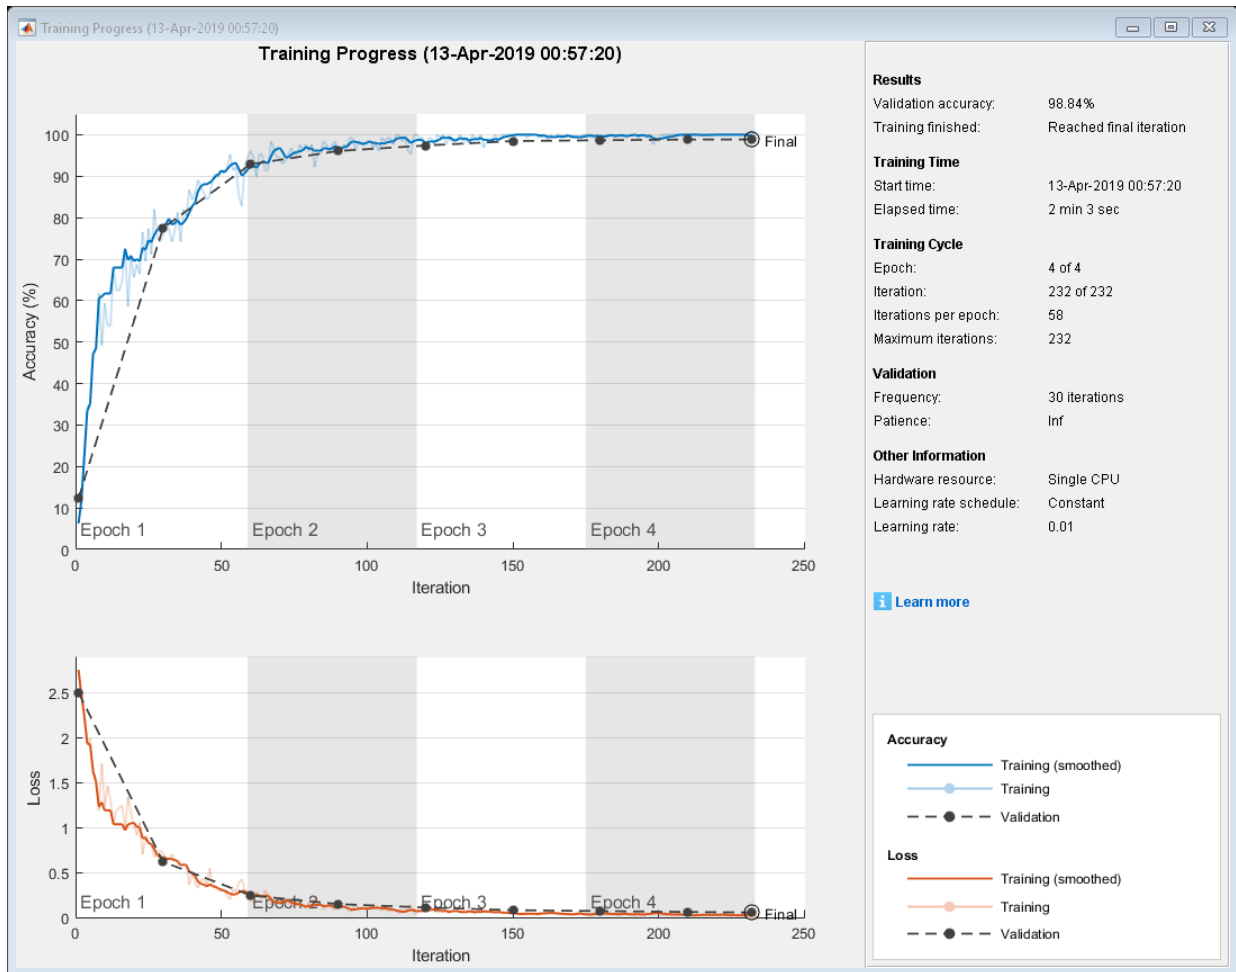 Training Progress (13-Apr-2019 00:57:20)
Training Progress (13-Apr-2019 00:57:20)
Accuracy (%)
100
90
80
70
60
50
40
30
20
10
0
Final
Epoch 1
Epoch 2
Epoch 3
Epoch 4
0 50 100 150 200 250
Iteration
Loss
2.5
2
1.5
1
0.5
0
Epoch 1
Epoch 2
Epoch 3
Epoch 4
Final
0 50 100 150 200 250
Iteration
Results
Validation accuracy: 98.84%
Training finished: Reached final iteration
Training Time
Start time: 13-Apr-2019 00:57:20
Elapsed time: 2 min 3 sec
Training Cycle
Epoch: 4 of 4
Iteration: 232 of 232
Iterations per epoch: 58
Maximum iterations: 232
Validation
Frequency: 30 iterations
Patience: Inf
Other Information
Hardware resource: Single CPU
Learning rate schedule: Constant
Learning rate: 0.01
i Learn more
Accuracy
Training (smoothed)
Training
Validation
Loss
Training (smoothed)
Training
Validation